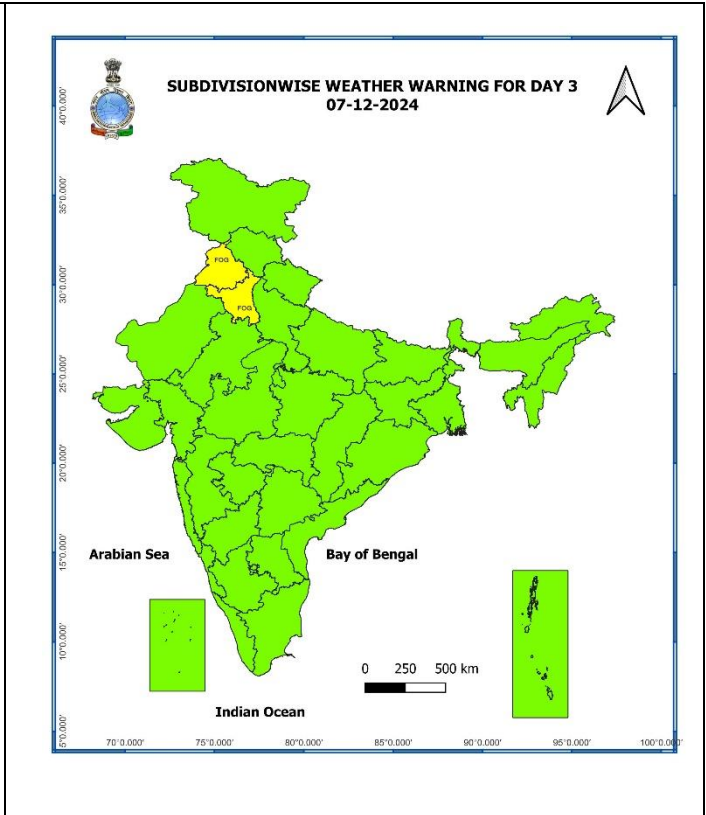 SUBDIVISIONWISE WEATHER WARNING FOR DAY 3
07-12-2024
40°0.000'
35°0.000'
FOG
30°0.000'
FOG
25°0.000'
20°0.000'
Arabian Sea
Bay of Bengal
15°0.000'
10°0.000'
0 250 500 km
Indian Ocean
5°0.000'
70°0.000' 75°0.000' 80°0.000' 85°0.000' 90°0.000' 95°0.000' 100°0.000'